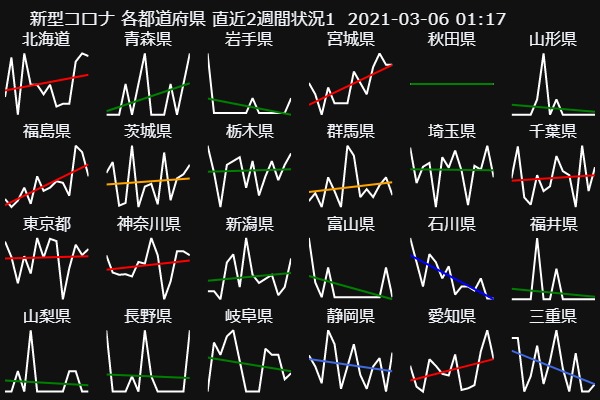 新型コロナ 各都道府県 直近2週間状況1 2021-03-06 01:17
北海道 青森県 岩手県 宮城県 秋田県 山形県
福島県 茨城県 栃木県 群馬県 埼玉県 千葉県
東京都 神奈川県 新潟県 富山県 石川県 福井県
山梨県 長野県 岐阜県 静岡県 愛知県 三重県